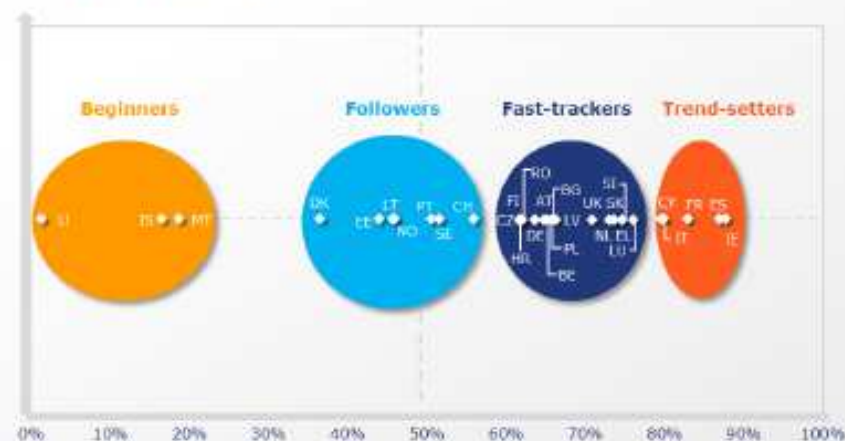 Beginners
Followers
Fast-trackers
Trend-setters
LI
IS
MT
DK
EE
LT
NO
PT
SE
CH
CZ
FI
RO
HR
DE
AT
BG
LV
PL
BE
UK
NL
SK
SI
EL
LU
CY
IT
FR
ES
IE
0%
10%
20%
30%
40%
50%
60%
70%
80%
90%
100%